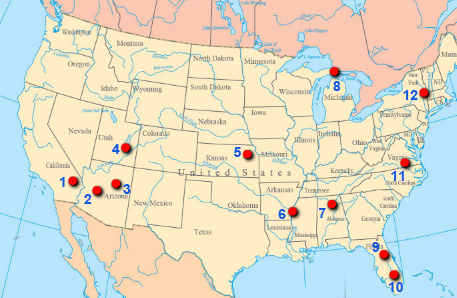 Washington
Montana
North Dakota
Minnesota
Oregon
Idaho
Wyoming
South Dakota
Wisconsin
Michigan
8
New York
Main
12
Iowa
Nebraska
Pennsylvania
Nevada
Utah
4
Colorado
Kansas
5
Missouri
Illinois
Indiana
Ohio
West Virginia
Virginia
11
California
1
2
3
Arizona
New Mexico
United States
Kentucky
North Carolina
Oklahoma
Arkansas
6
Tennessee
7
Alabama
South Carolina
Georgia
Texas
Louisiana
Mississippi
9
Florida
10